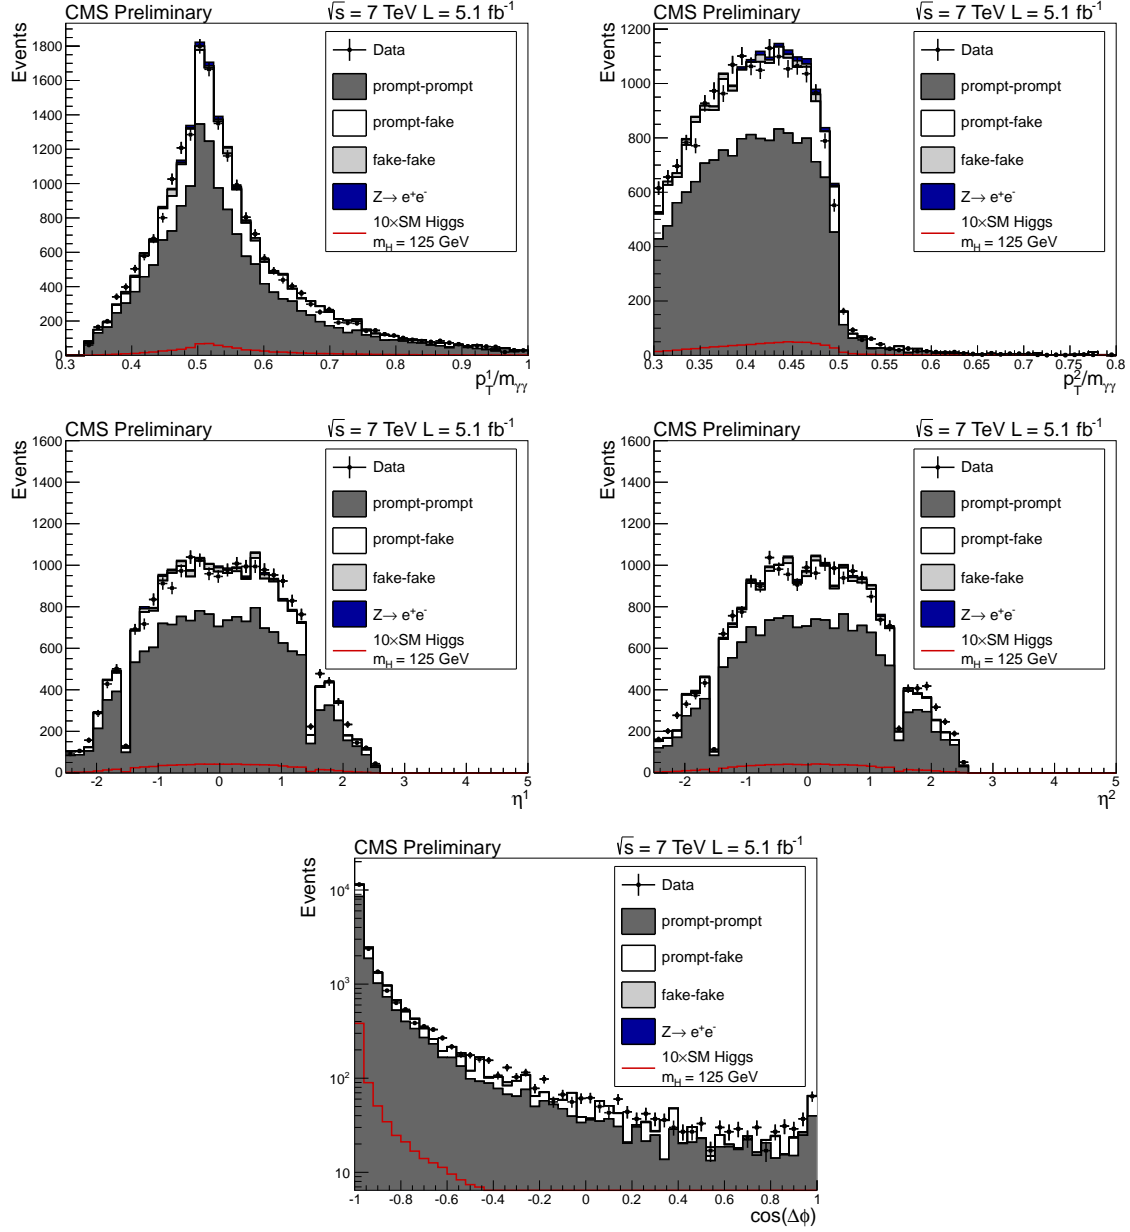 CMS Preliminary √s = 7 TeV L = 5.1 fb⁻¹
Events
1800
1600
1400
1200
1000
800
600
400
200
0
Data
prompt-prompt
prompt-fake
fake-fake
Z→ e⁺e⁻
10×SM Higgs
m_H = 125 GeV
0.3 0.4 0.5 0.6 0.7 0.8 0.9 1
p_T^1/m_γγ
CMS Preliminary √s = 7 TeV L = 5.1 fb⁻¹
Events
1200
1000
800
600
400
200
0
Data
prompt-prompt
prompt-fake
fake-fake
Z→ e⁺e⁻
10×SM Higgs
m_H = 125 GeV
0.3 0.35 0.4 0.45 0.5 0.55 0.6 0.65 0.7 0.75 0.8
p_T^2/m_γγ
CMS Preliminary √s = 7 TeV L = 5.1 fb⁻¹
Events
1600
1400
1200
1000
800
600
400
200
0
Data
prompt-prompt
prompt-fake
fake-fake
Z→ e⁺e⁻
10×SM Higgs
m_H = 125 GeV
-2 -1 0 1 2 3 4 5
η¹
CMS Preliminary √s = 7 TeV L = 5.1 fb⁻¹
Events
1600
1400
1200
1000
800
600
400
200
0
Data
prompt-prompt
prompt-fake
fake-fake
Z→ e⁺e⁻
10×SM Higgs
m_H = 125 GeV
-2 -1 0 1 2 3 4 5
η²
CMS Preliminary √s = 7 TeV L = 5.1 fb⁻¹
Events
10⁴
10³
10²
10
Data
prompt-prompt
prompt-fake
fake-fake
Z→ e⁺e⁻
10×SM Higgs
m_H = 125 GeV
-1 -0.8 -0.6 -0.4 -0.2 0 0.2 0.4 0.6 0.8 1
cos(Δϕ)